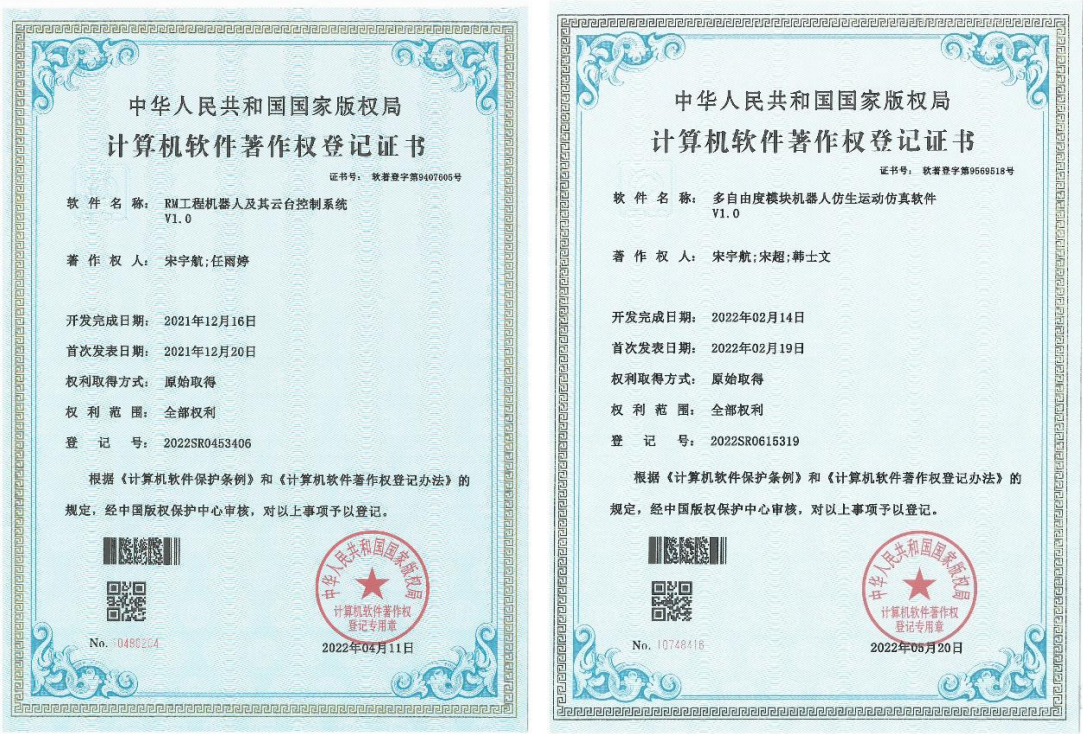 中华人民共和国国家版权局
计算机软件著作权登记证书
证书号: 软著登字第9407605号
软件名称: RM工程机器人及其云台控制系统
V1.0
著作权人: 宋宇航;任雨婷
开发完成日期: 2021年12月16日
首次发表日期: 2021年12月20日
权利取得方式: 原始取得
权利范围: 全部权利
登记号: 2022SR0453406
根据《计算机软件保护条例》和《计算机软件著作权登记办法》的
规定，经中国版权保护中心审核，对以上事项予以登记。
中华人民共和国国家版权局
计算机软件著作权
登记专用章
No.
2022年04月11日
中华人民共和国国家版权局
计算机软件著作权登记证书
证书号: 软著登字第9569518号
软件名称: 多自由度模块机器人仿生运动仿真软件
V1.0
著作权人: 宋宇航;宋超;韩士文
开发完成日期: 2022年02月14日
首次发表日期: 2022年02月19日
权利取得方式: 原始取得
权利范围: 全部权利
登记号: 2022SR0615319
根据《计算机软件保护条例》和《计算机软件著作权登记办法》的
规定，经中国版权保护中心审核，对以上事项予以登记。
中华人民共和国国家版权局
计算机软件著作权
登记专用章
No. 10748416
2022年05月20日